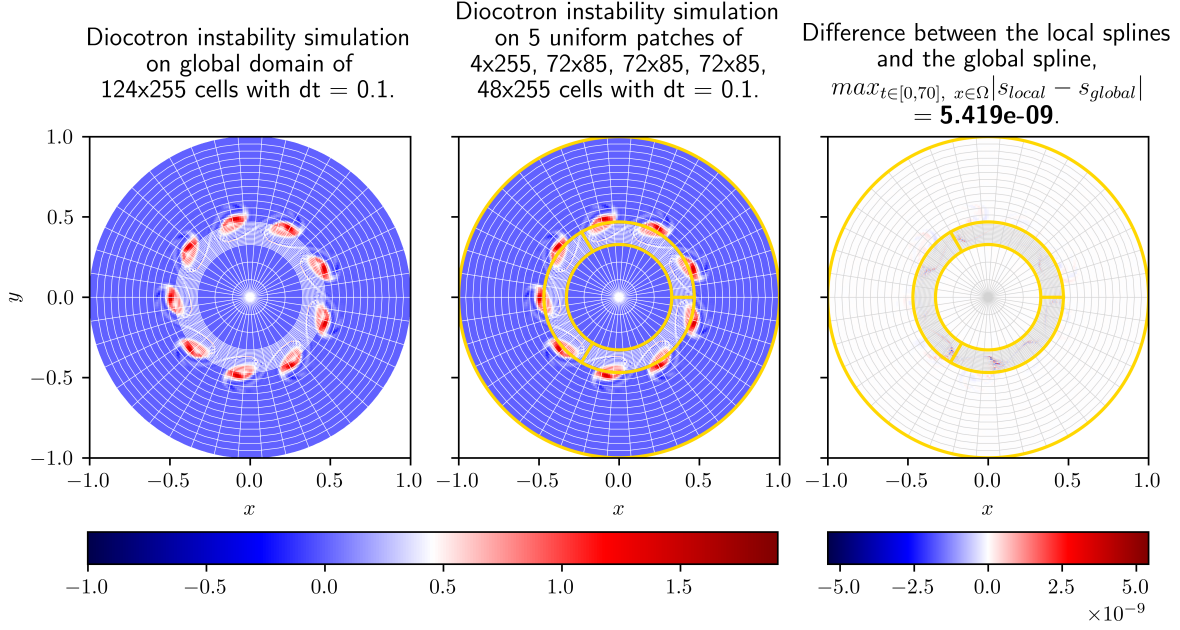 Diocotron instability simulation
on global domain of
124x255 cells with dt = 0.1.
Diocotron instability simulation
on 5 uniform patches of
4x255, 72x85, 72x85, 72x85,
48x255 cells with dt = 0.1.
Difference between the local splines
and the global spline,
max_{t∈[0,70], x∈Ω}|s_{local} − s_{global}|
= 5.419e-09.
1.0
0.5
0.0
−0.5
−1.0
y
−1.0 −0.5 0.0 0.5 1.0
x
−1.0 −0.5 0.0 0.5 1.0
x
−1.0 −0.5 0.0 0.5 1.0
x
−1.0 −0.5 0.0 0.5 1.0 1.5
−5.0 −2.5 0.0 2.5 5.0
×10⁻⁹